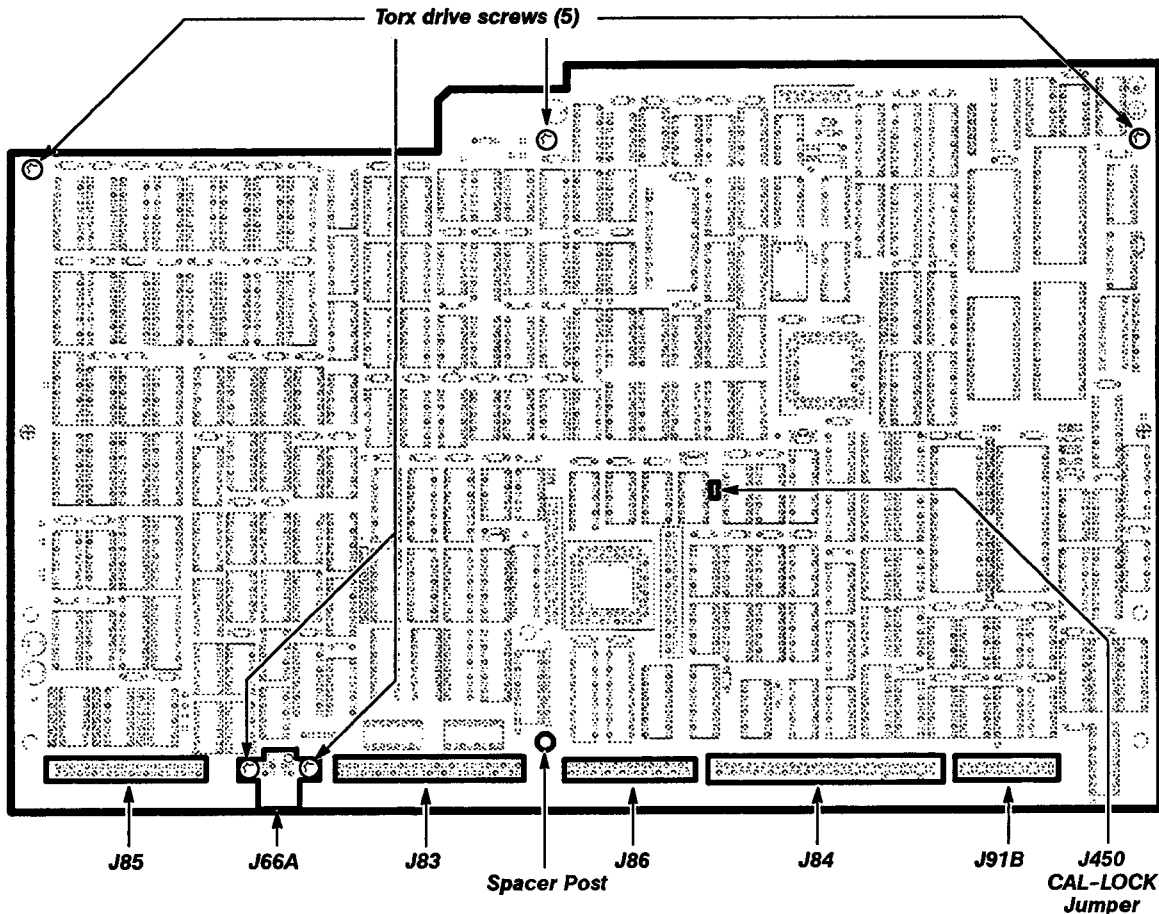 Torx drive screws (5)
J85
J66A
J83
Spacer Post
J86
J84
J91B
J450
CAL-LOCK
Jumper